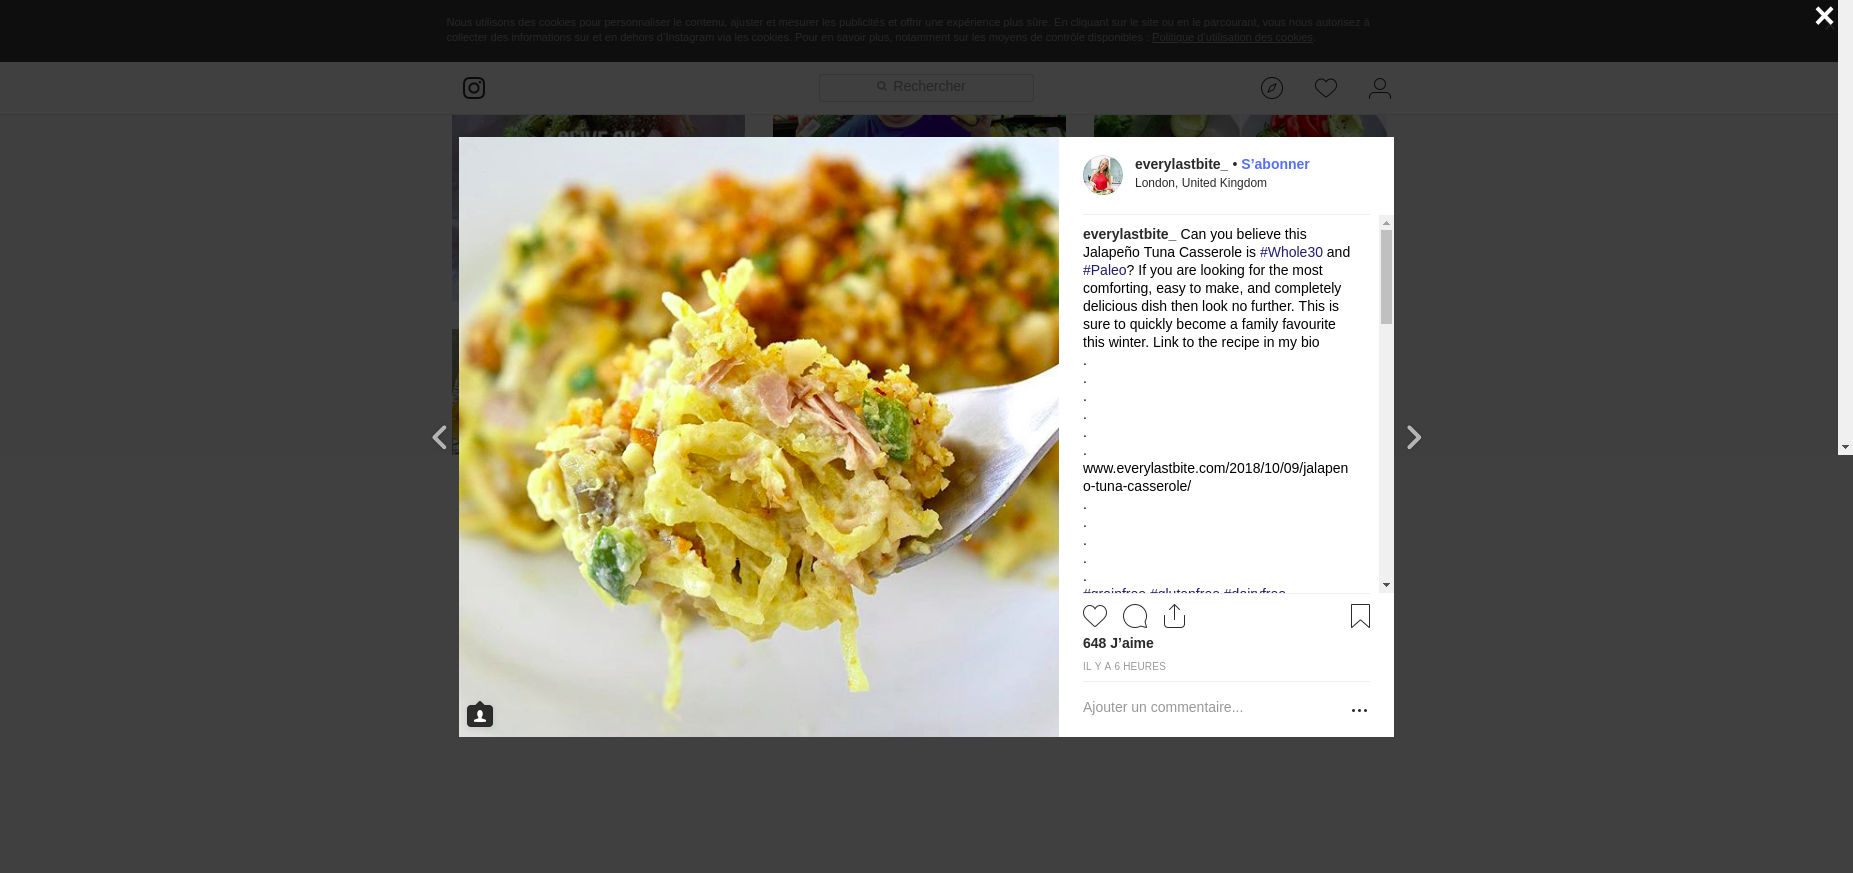 Nous utilisons des cookies pour personnaliser le contenu, ajuster et mesurer les publicités et offrir une expérience plus sûre. En cliquant sur le site ou en le parcourant, vous nous autorisez à
collecter des informations sur et en dehors d'Instagram via les cookies. Pour en savoir plus, notamment sur les moyens de contrôle disponibles : Politique d'utilisation des cookies.
Rechercher
OLIVE OIL
everylastbite_ • S'abonner
London, United Kingdom
everylastbite_ Can you believe this
Jalapeño Tuna Casserole is #Whole30 and
#Paleo? If you are looking for the most
comforting, easy to make, and completely
delicious dish then look no further. This is
sure to quickly become a family favourite
this winter. Link to the recipe in my bio
.
.
.
.
.
.
www.everylastbite.com/2018/10/09/jalapen
o-tuna-casserole/
.
.
.
.
.
#grainfree #glutenfree #dairyfree
648 J'aime
IL Y A 6 HEURES
Ajouter un commentaire...